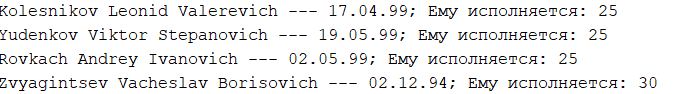 Kolesnikov Leonid Valerevich --- 17.04.99; Ему исполняется: 25
Yudenkov Viktor Stepanovich --- 19.05.99; Ему исполняется: 25
Rovkach Andrey Ivanovich --- 02.05.99; Ему исполняется: 25
Zvyagintsev Vacheslav Borisovich --- 02.12.94; Ему исполняется: 30